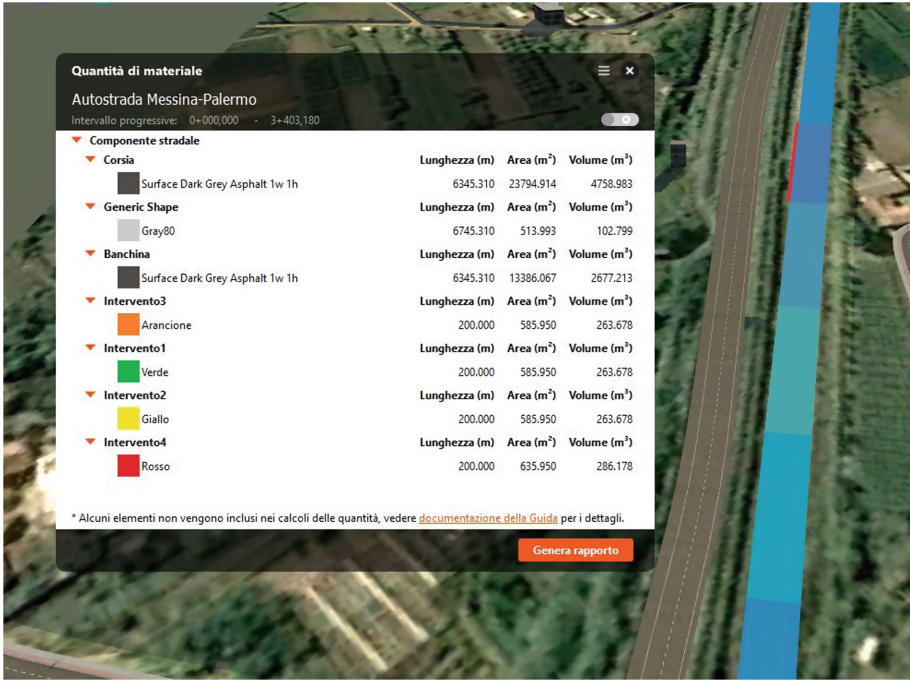 Quantità di materiale
Autostrada Messina-Palermo
Intervallo progressive: 0+000,000 - 3+403,180
Componente stradale
Corsia Lunghezza (m) Area (m²) Volume (m³)
Surface Dark Grey Asphalt 1w 1h 6345.310 23794.914 4758.983
Generic Shape Lunghezza (m) Area (m²) Volume (m³)
Gray80 6745.310 513.993 102.799
Banchina Lunghezza (m) Area (m²) Volume (m³)
Surface Dark Grey Asphalt 1w 1h 6345.310 13386.067 2677.213
Intervento3 Lunghezza (m) Area (m²) Volume (m³)
Arancione 200.000 585.950 263.678
Intervento1 Lunghezza (m) Area (m²) Volume (m³)
Verde 200.000 585.950 263.678
Intervento2 Lunghezza (m) Area (m²) Volume (m³)
Giallo 200.000 585.950 263.678
Intervento4 Lunghezza (m) Area (m²) Volume (m³)
Rosso 200.000 635.950 286.178
* Alcuni elementi non vengono inclusi nei calcoli delle quantità, vedere documentazione della Guida per i dettagli.
Genera rapporto